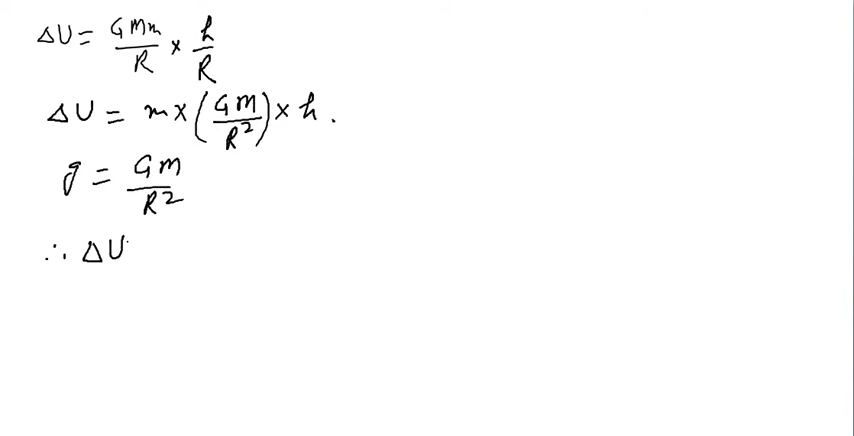 ΔU = GMm/R × h/R
ΔU = m × (GM/R²) × h.
g = GM/R²
∴ ΔU